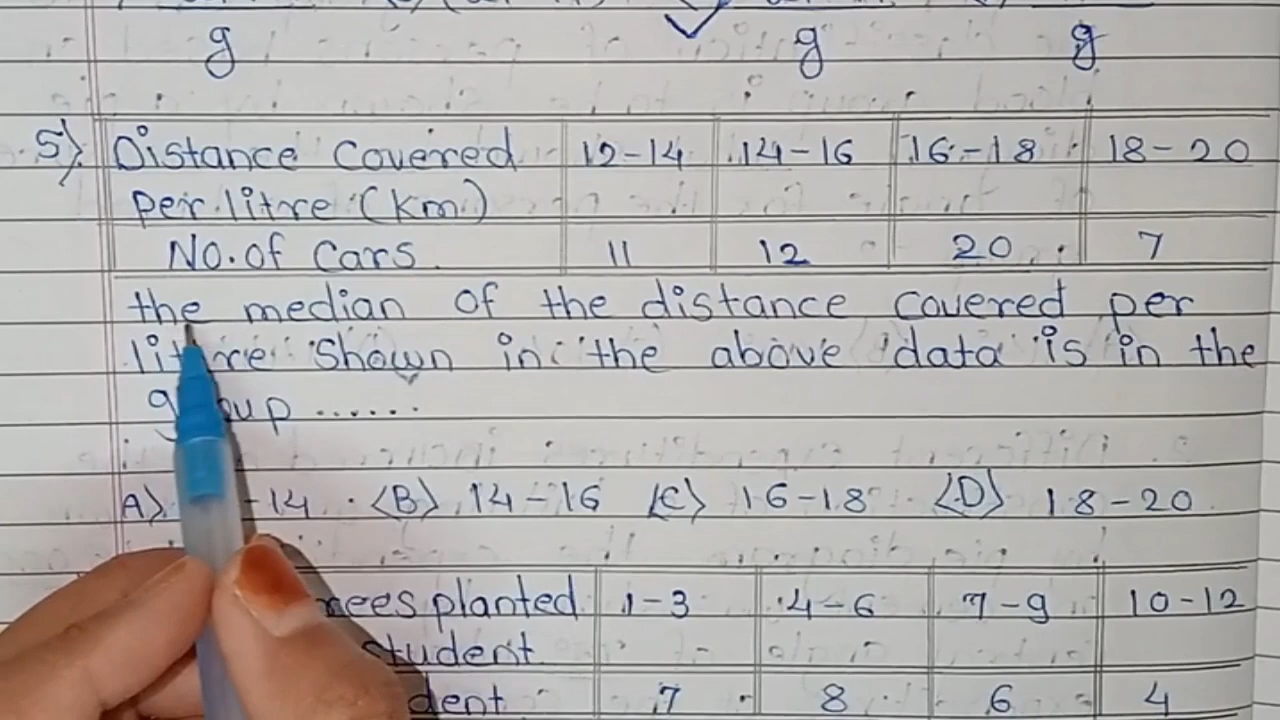 g g g
5) Distance Covered 12-14 14-16 16-18 18-20
per litre (km)
No. of Cars. 11 12 20 7
the median of the distance covered per
litre shown in the above data is in the
group ......
A) -14 (B) 14-16 (C) 16-18 (D) 18-20
rees planted 1-3 4-6 7-9 10-12
student
dent 7 8 6 4